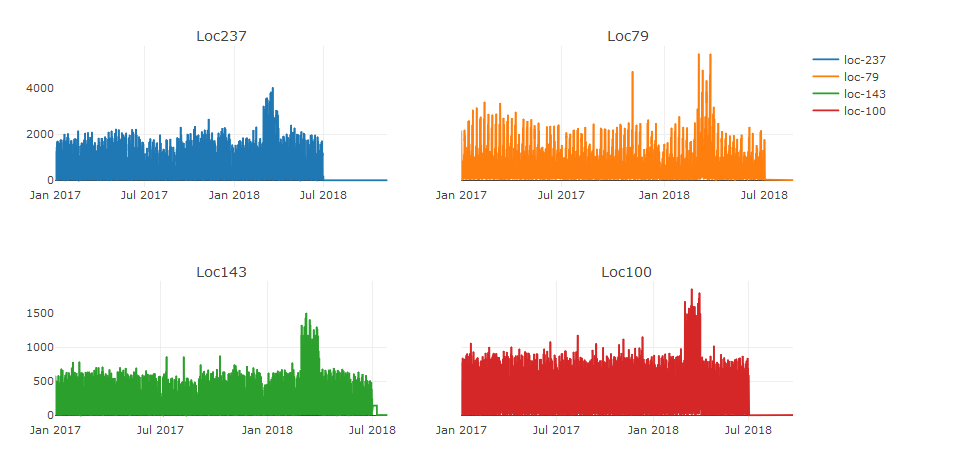 Loc237
Loc79
loc-237
loc-79
loc-143
loc-100
4000
2000
0
Jan 2017 Jul 2017 Jan 2018 Jul 2018
Jan 2017 Jul 2017 Jan 2018 Jul 2018
Loc143
Loc100
1500
1000
500
0
Jan 2017 Jul 2017 Jan 2018 Jul 2018
Jan 2017 Jul 2017 Jan 2018 Jul 2018